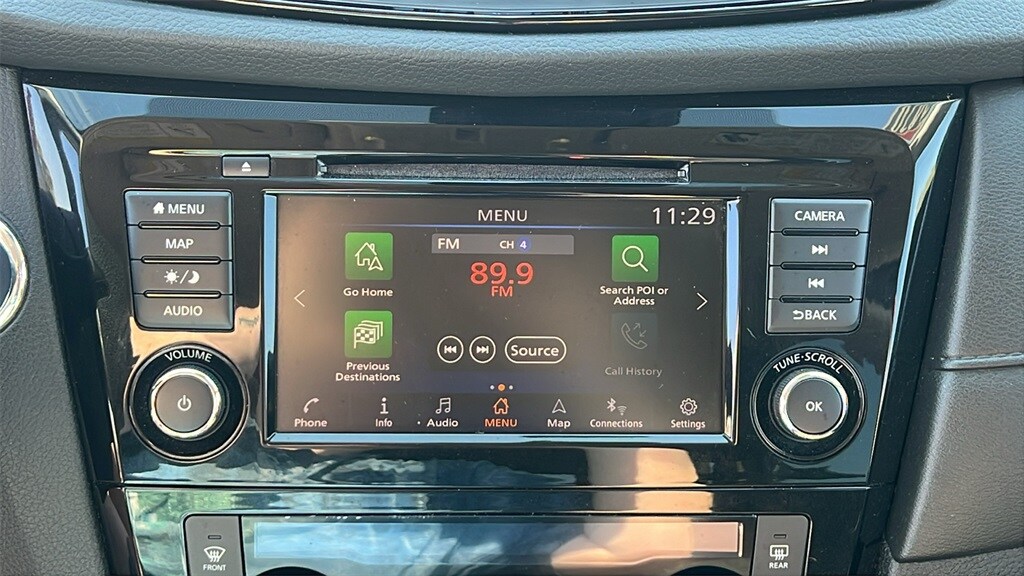 MENU
MAP
AUDIO
VOLUME
MENU
11:29
FM CH 4
89.9
FM
Go Home
Previous
Destinations
Source
Search POI or
Address
Call History
Phone Info Audio MENU Map Connections Settings
CAMERA
BACK
TUNE·SCROLL
OK
FRONT
REAR